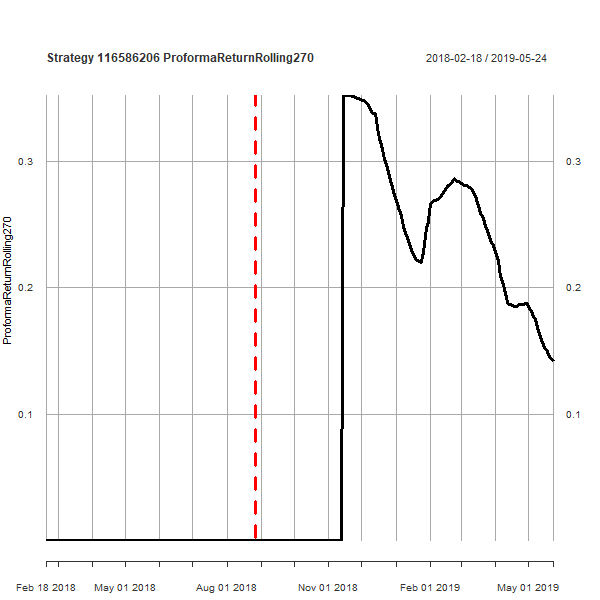 Strategy 116586206 ProformaReturnRolling270
2018-02-18 / 2019-05-24
ProformaReturnRolling270
0.3
0.3
0.2
0.2
0.1
0.1
Feb 18 2018
May 01 2018
Aug 01 2018
Nov 01 2018
Feb 01 2019
May 01 2019